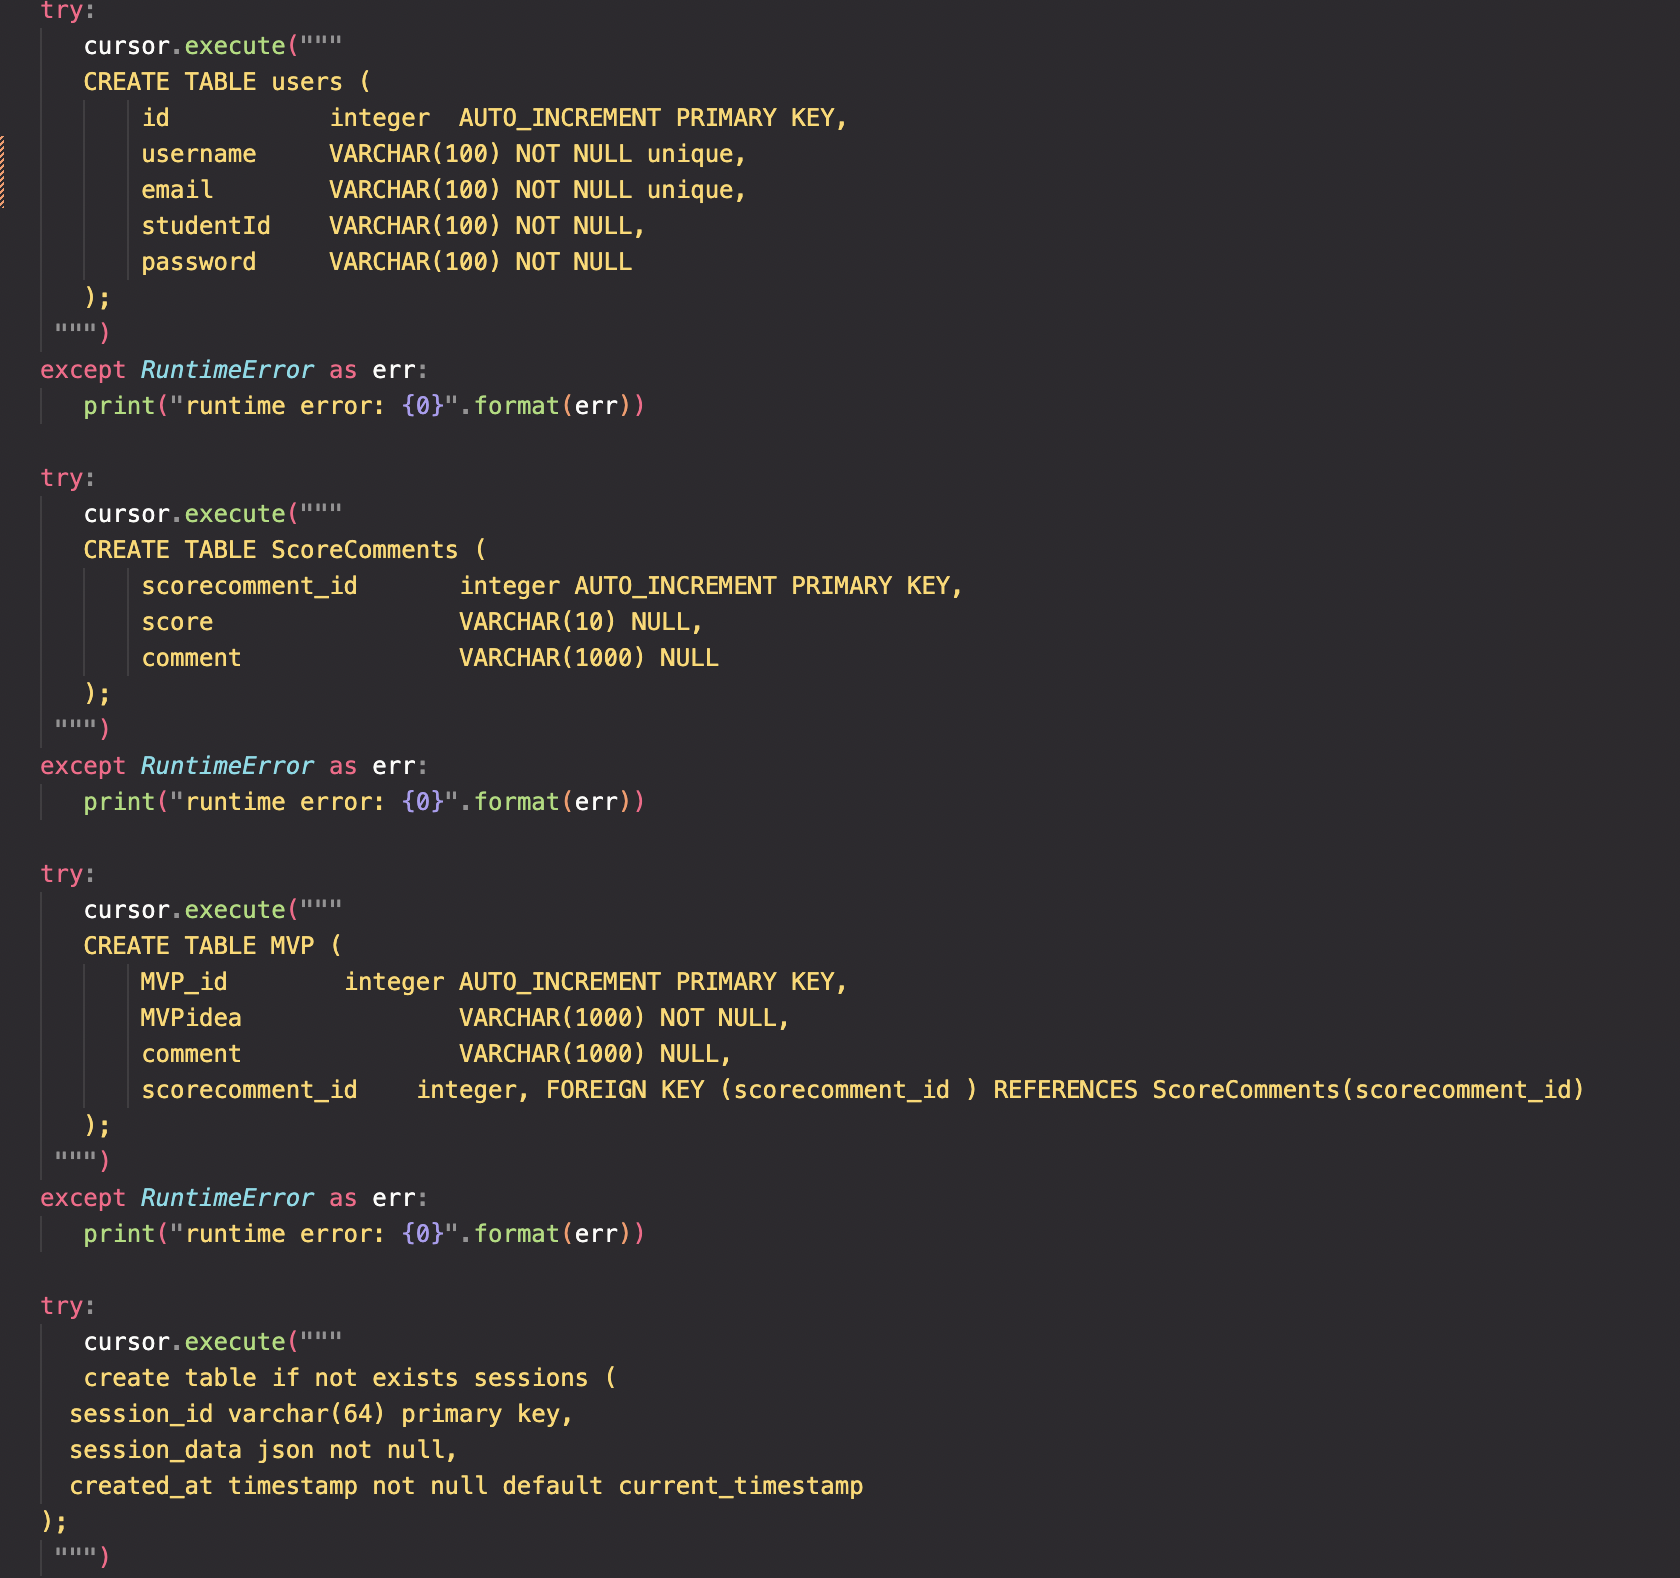 try:
cursor.execute("""
CREATE TABLE users (
id integer AUTO_INCREMENT PRIMARY KEY,
username VARCHAR(100) NOT NULL unique,
email VARCHAR(100) NOT NULL unique,
studentId VARCHAR(100) NOT NULL,
password VARCHAR(100) NOT NULL
);
""")
except RuntimeError as err:
print("runtime error: {0}".format(err))
try:
cursor.execute("""
CREATE TABLE ScoreComments (
scorecomment_id integer AUTO_INCREMENT PRIMARY KEY,
score VARCHAR(10) NULL,
comment VARCHAR(1000) NULL
);
""")
except RuntimeError as err:
print("runtime error: {0}".format(err))
try:
cursor.execute("""
CREATE TABLE MVP (
MVP_id integer AUTO_INCREMENT PRIMARY KEY,
MVPidea VARCHAR(1000) NOT NULL,
comment VARCHAR(1000) NULL,
scorecomment_id integer, FOREIGN KEY (scorecomment_id ) REFERENCES ScoreComments(scorecomment_id)
);
""")
except RuntimeError as err:
print("runtime error: {0}".format(err))
try:
cursor.execute("""
create table if not exists sessions (
session_id varchar(64) primary key,
session_data json not null,
created_at timestamp not null default current_timestamp
);
""")